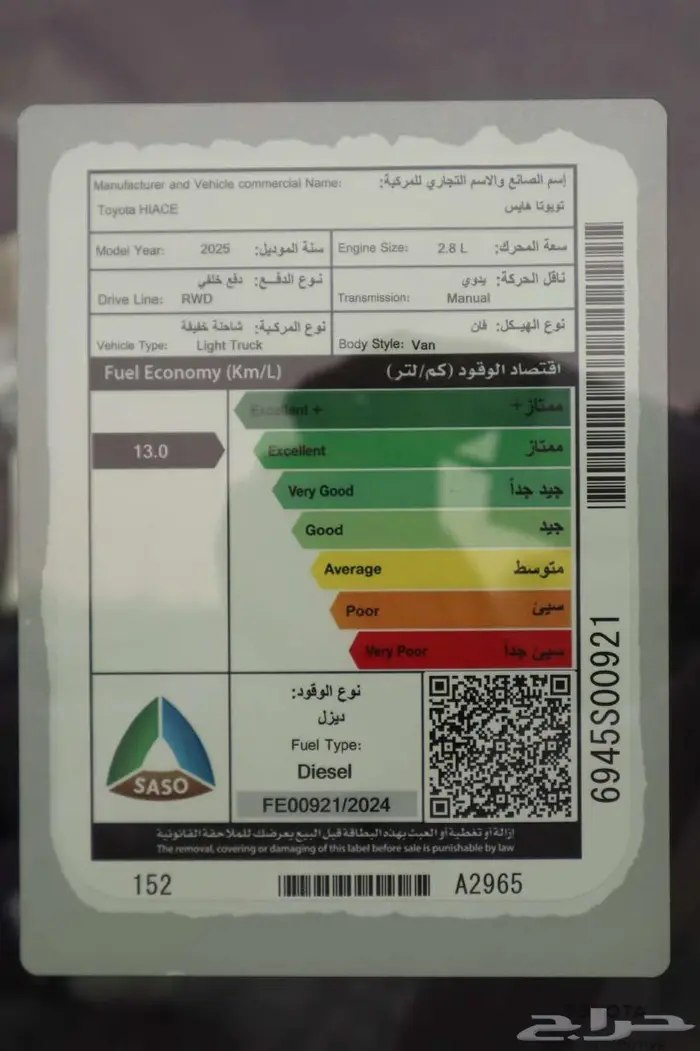 Manufacturer and Vehicle commercial Name: إسم الصانع والاسم التجاري للمركبة:
Toyota HIACE تويوتا هايس
Model Year: 2025 سنة الموديل: Engine Size: 2.8 L سعة المحرك:
نوع الدفع: دفع خلفي
Drive Line: RWD
ناقل الحركة: يدوي
Transmission: Manual
نوع المركبة: شاحنة خفيفة
Vehicle Type: Light Truck
نوع الهيكل: فان
Body Style: Van
Fuel Economy (Km/L) اقتصاد الوقود (كم/لتر)
Excellent + ممتاز +
13.0
Excellent ممتاز
Very Good جيد جداً
Good جيد
Average متوسط
Poor سيئ
Very Poor سيئ جداً
SASO
نوع الوقود:
ديزل
Fuel Type:
Diesel
FE00921/2024
إزالة أو تغطية أو العبث بهذه البطاقة قبل البيع يعرضك للملاحقة القانونية
The removal, covering or damaging of this label before sale is punishable by law
152 A2965
6945S00921
حراج